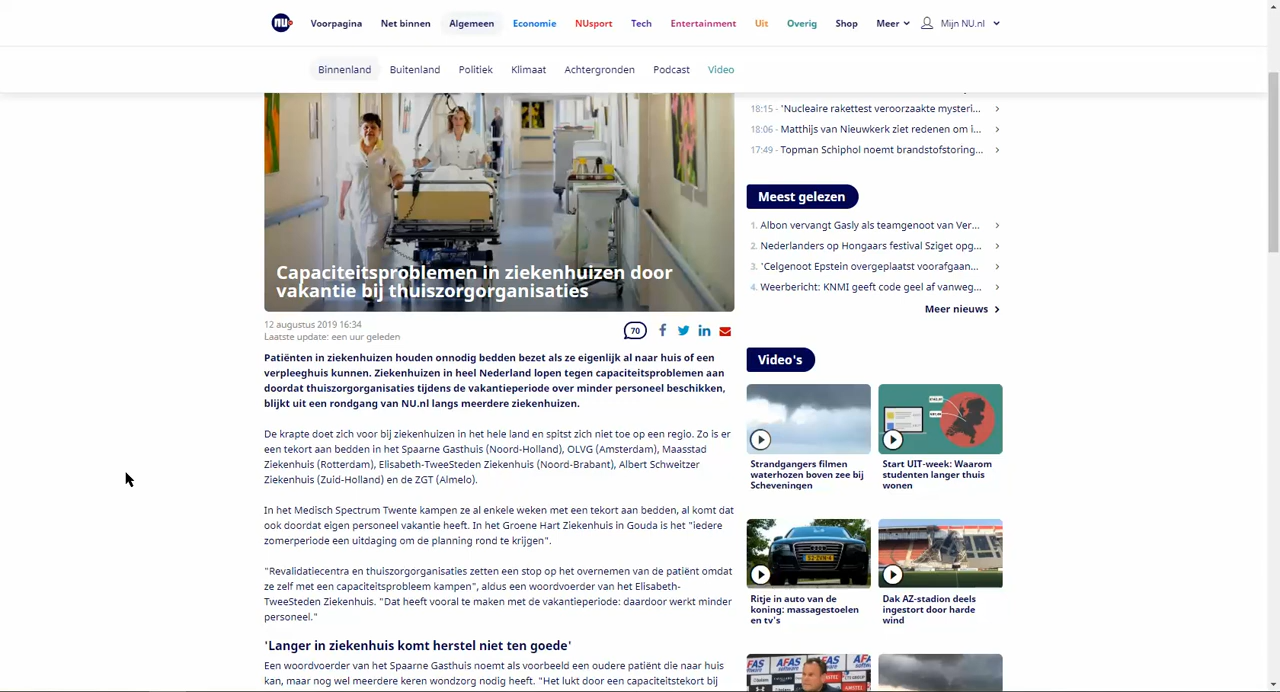 NU
Voorpagina
Net binnen
Algemeen
Economie
NUsport
Tech
Entertainment
Uit
Overig
Shop
Meer
Mijn NU.nl
Binnenland
Buitenland
Politiek
Klimaat
Achtergronden
Podcast
Video
Capaciteitsproblemen in ziekenhuizen door
vakantie bij thuiszorgorganisaties
12 augustus 2019 16:34
Laatste update: een uur geleden
70
Patiënten in ziekenhuizen houden onnodig bedden bezet als ze eigenlijk al naar huis of een
verpleeghuis kunnen. Ziekenhuizen in heel Nederland lopen tegen capaciteitsproblemen aan
doordat thuiszorgorganisaties tijdens de vakantieperiode over minder personeel beschikken,
blijkt uit een rondgang van NU.nl langs meerdere ziekenhuizen.
De krapte doet zich voor bij ziekenhuizen in het hele land en spitst zich niet toe op een regio. Zo is er
een tekort aan bedden in het Spaarne Gasthuis (Noord-Holland), OLVG (Amsterdam), Maasstad
Ziekenhuis (Rotterdam), Elisabeth-TweeSteden Ziekenhuis (Noord-Brabant), Albert Schweitzer
Ziekenhuis (Zuid-Holland) en de ZGT (Almelo).
In het Medisch Spectrum Twente kampen ze al enkele weken met een tekort aan bedden, al komt dat
ook doordat eigen personeel vakantie heeft. In het Groene Hart Ziekenhuis in Gouda is het "iedere
zomerperiode een uitdaging om de planning rond te krijgen".
"Revalidatiecentra en thuiszorgorganisaties zetten een stop op het overnemen van de patiënt omdat
ze zelf met een capaciteitsprobleem kampen", aldus een woordvoerder van het Elisabeth-
TweeSteden Ziekenhuis. "Dat heeft vooral te maken met de vakantieperiode: daardoor werkt minder
personeel."
'Langer in ziekenhuis komt herstel niet ten goede'
Een woordvoerder van het Spaarne Gasthuis noemt als voorbeeld een oudere patiënt die naar huis
kan, maar nog wel meerdere keren wondzorg nodig heeft. "Het lukt door een capaciteitstekort bij
18:15 - 'Nucleaire rakettest veroorzaakte mysteri...
18:06 - Matthijs van Nieuwkerk ziet redenen om i...
17:49 - Topman Schiphol noemt brandstofstoring...
Meest gelezen
1. Albon vervangt Gasly als teamgenoot van Ver...
2. Nederlanders op Hongaars festival Sziget opg...
3. 'Celgenoot Epstein overgeplaatst voorafgaan...
4. Weerbericht: KNMI geeft code geel af vanweg...
Meer nieuws
Video's
Strandgangers filmen
waterhozen boven zee bij
Scheveningen
Start UIT-week: Waarom
studenten langer thuis
wonen
Ritje in auto van de
koning: massagestoelen
en tv's
Dak AZ-stadion deels
ingestort door harde
wind
AFAS
AFAS